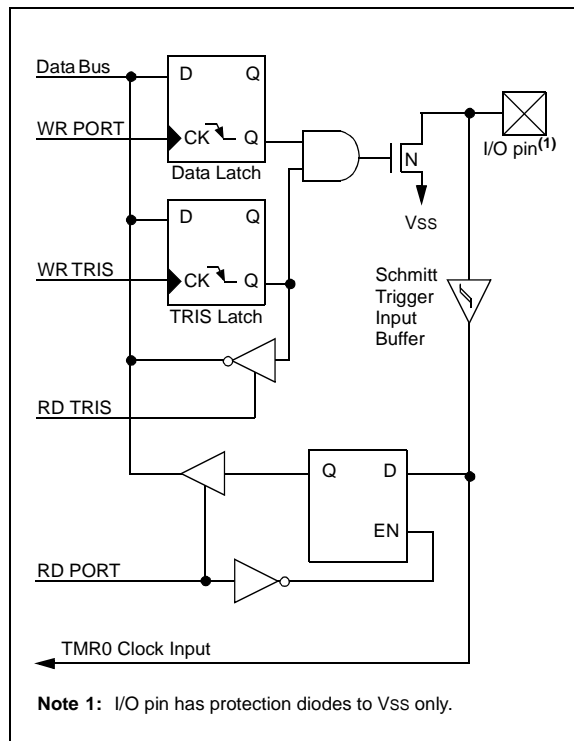 Data Bus
D Q
WR PORT
CK Q
Data Latch
N
I/O pin(1)
VSS
D Q
WR TRIS
CK Q
TRIS Latch
Schmitt
Trigger
Input
Buffer
RD TRIS
Q D
EN
RD PORT
TMR0 Clock Input
Note 1: I/O pin has protection diodes to VSS only.